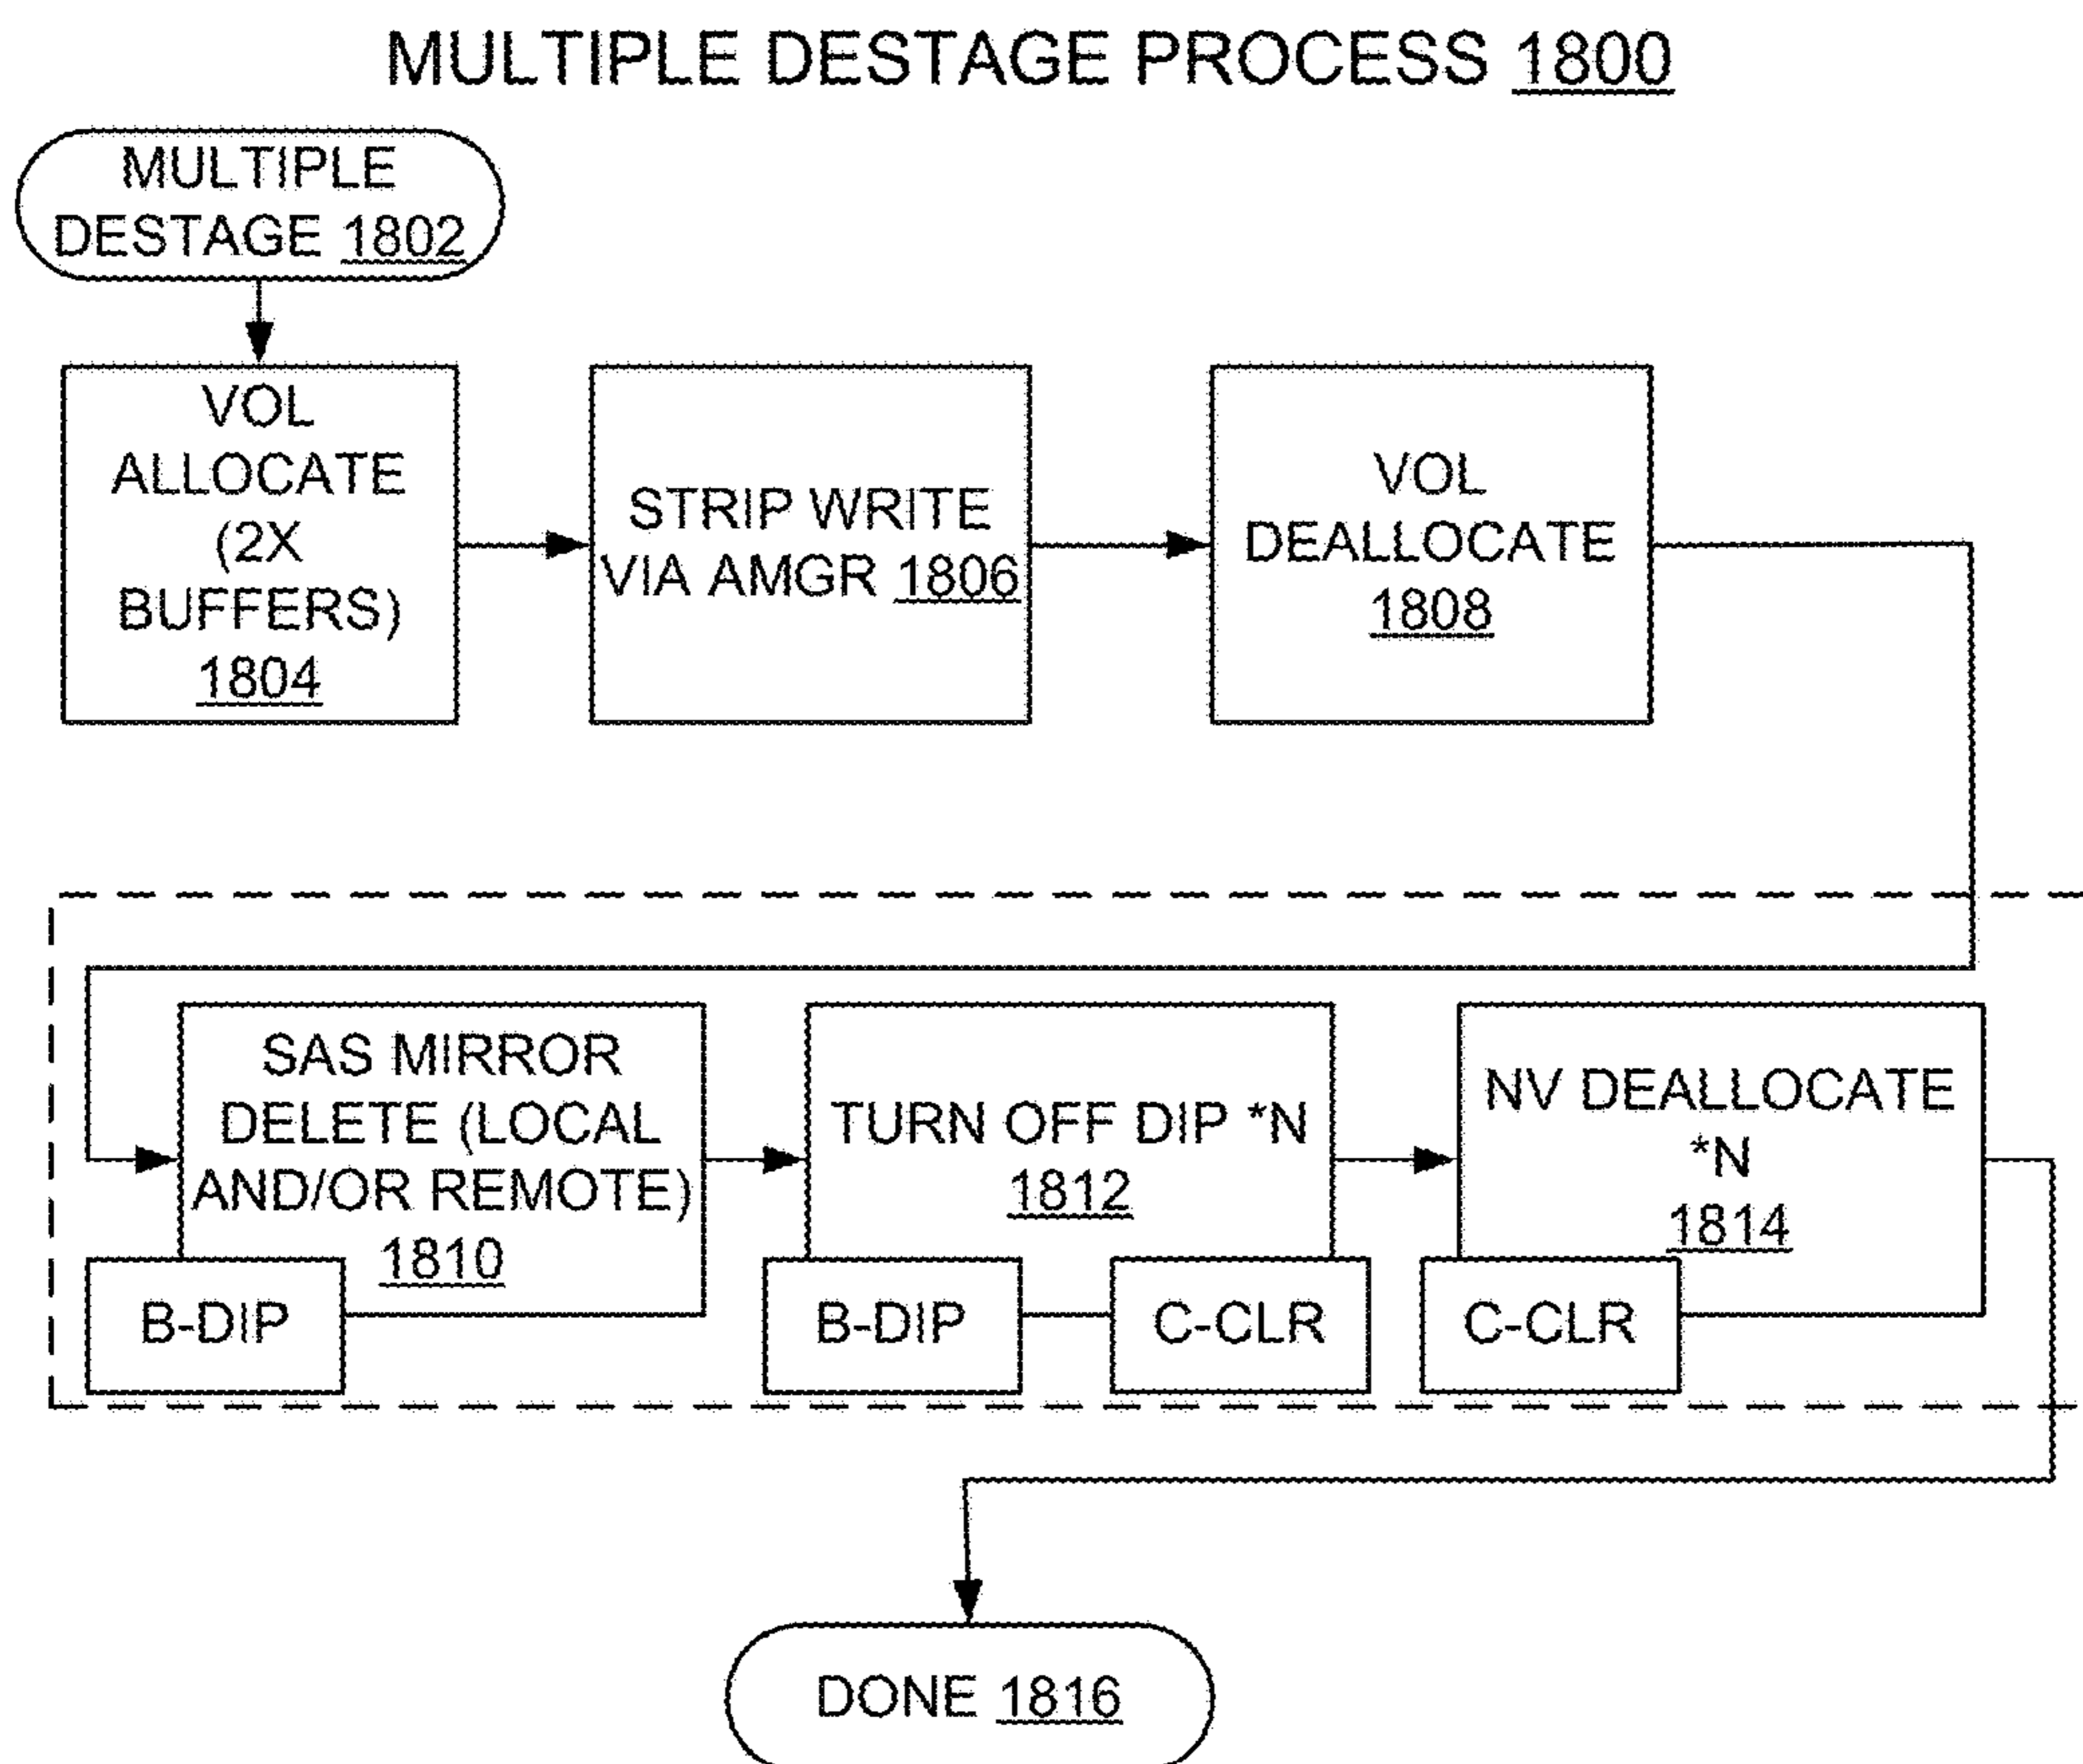 MULTIPLE DESTAGE PROCESS 1800
MULTIPLE
DESTAGE 1802
VOL
ALLOCATE
(2X
BUFFERS)
1804
STRIP WRITE
VIA AMGR 1806
VOL
DEALLOCATE
1808
SAS MIRROR
DELETE (LOCAL
AND/OR REMOTE)
1810
B-DIP
TURN OFF DIP *N
1812
B-DIP
C-CLR
NV DEALLOCATE
*N
1814
C-CLR
DONE 1816